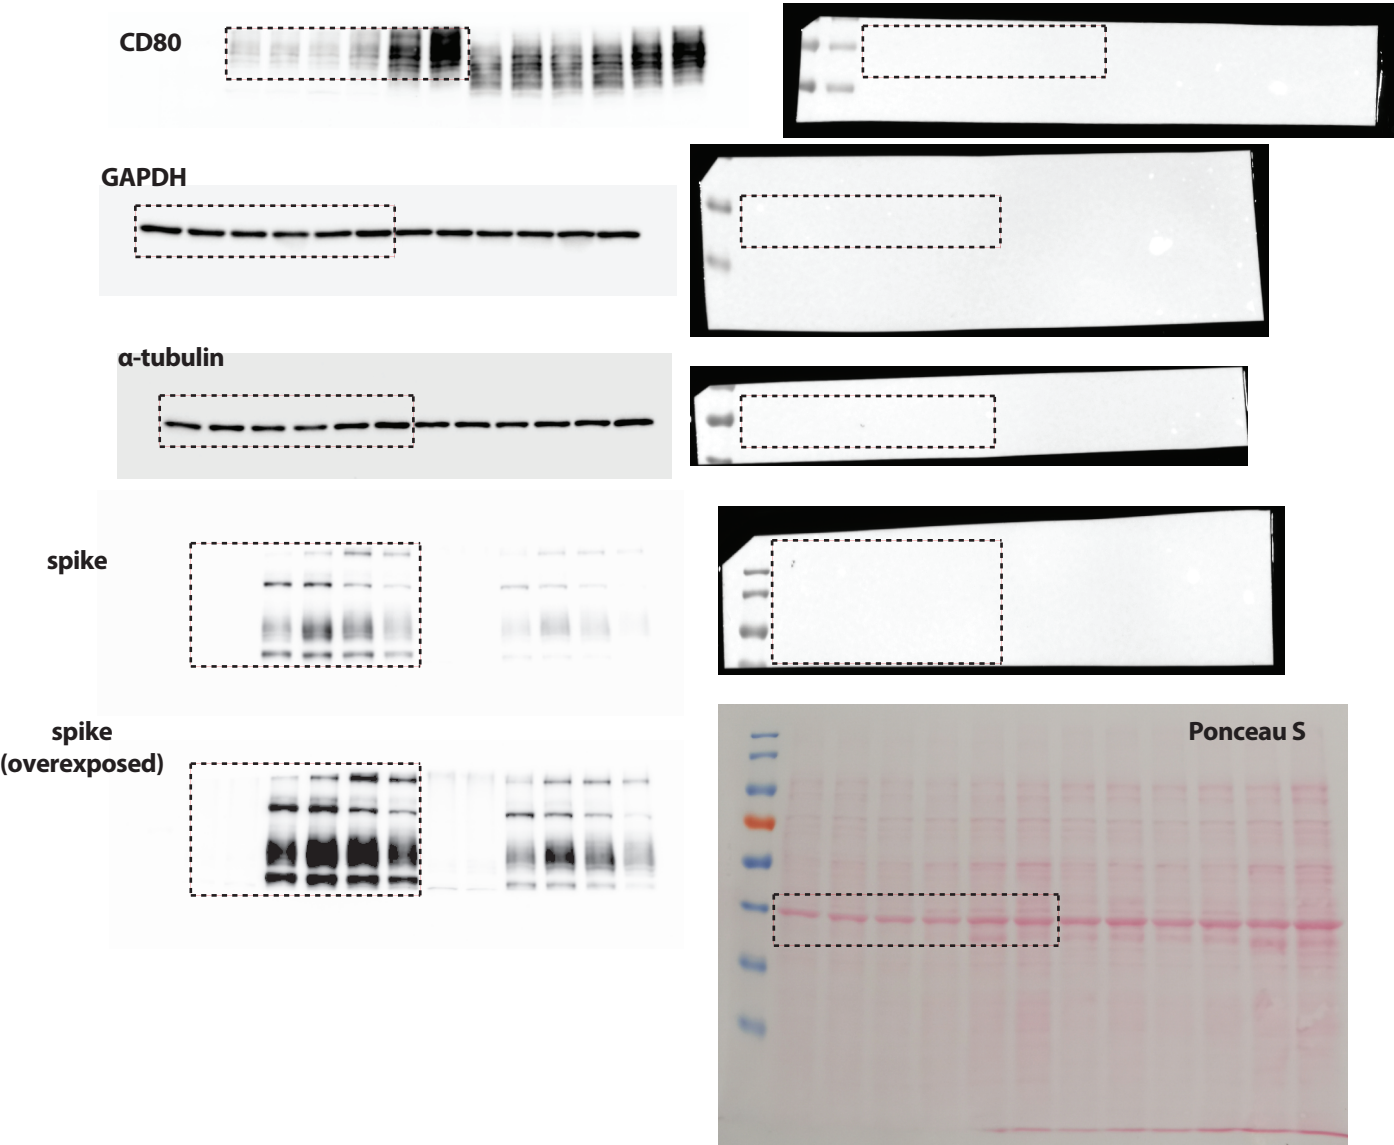 CD80
GAPDH
α-tubulin
spike
spike
(overexposed)
Ponceau S